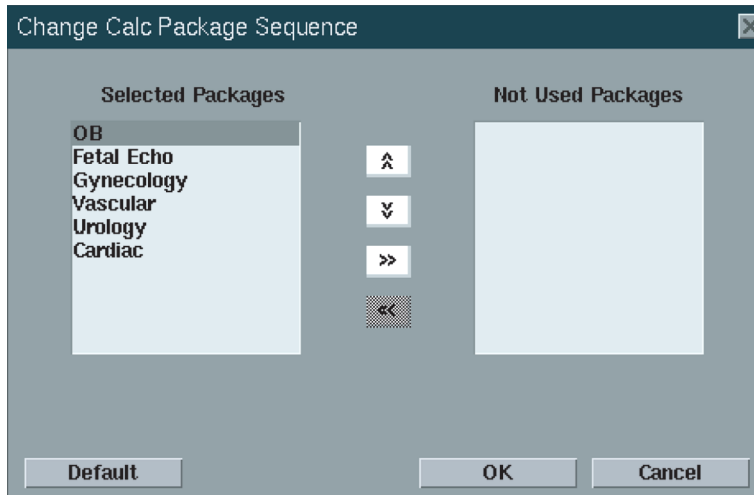 Change Calc Package Sequence
Selected Packages
Not Used Packages
OB
Fetal Echo
Gynecology
Vascular
Urology
Cardiac
>>
<<
Default
OK
Cancel